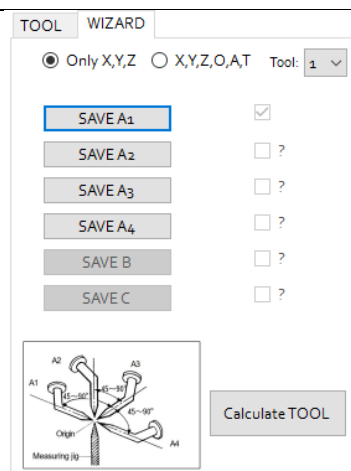 TOOL WIZARD
Only X,Y,Z X,Y,Z,O,A,T Tool: 1
SAVE A1
SAVE A2 ?
SAVE A3 ?
SAVE A4 ?
SAVE B ?
SAVE C ?
A2 A3
A1
45~90° 45~90°
45~90°
Origin
A4
Measuring jig
Calculate TOOL